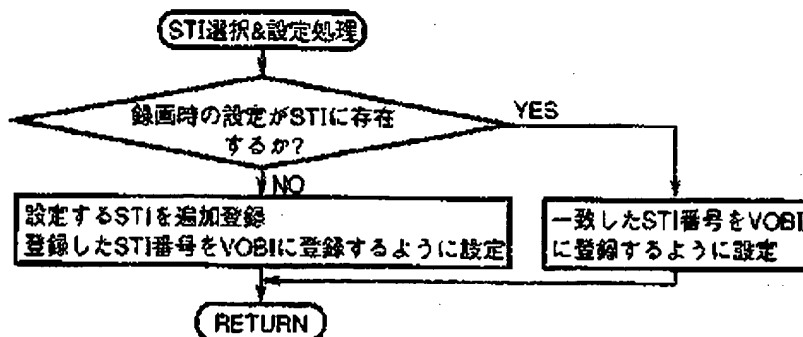 STI選択&設定処理
録画時の設定がSTIに存在
するか?
YES
NO
設定するSTIを追加登録
登録したSTI番号をVOBIに登録するように設定
一致したSTI番号をVOBI
に登録するように設定
RETURN